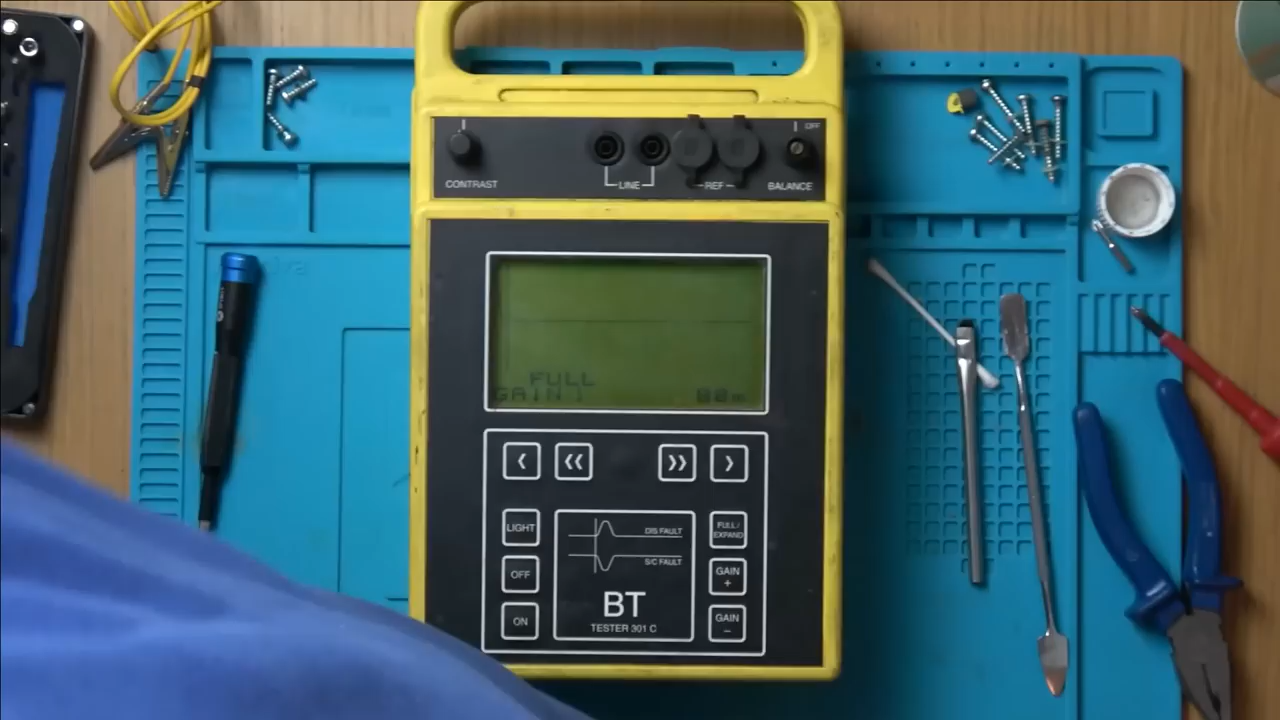 OFF
CONTRAST
LINE
REF
BALANCE
FULL
GAIN 1
< << >> >
LIGHT
FULL/
EXPAND
DIS FAULT
S/C FAULT
OFF
GAIN
+
BT
ON
TESTER 301 C
GAIN
–